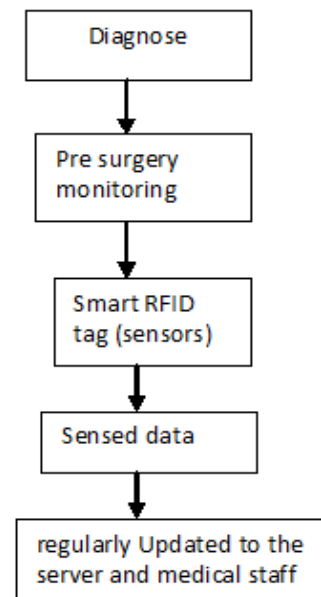 Diagnose
Pre surgery
monitoring
Smart RFID
tag (sensors)
Sensed data
regularly Updated to the
server and medical staff